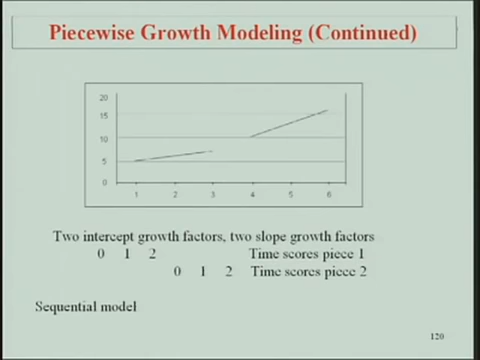 Piecewise Growth Modeling (Continued)
20
15
10
5
0
1 2 3 4 5 6
Two intercept growth factors, two slope growth factors
0 1 2 Time scores piece 1
0 1 2 Time scores piece 2
Sequential model
120